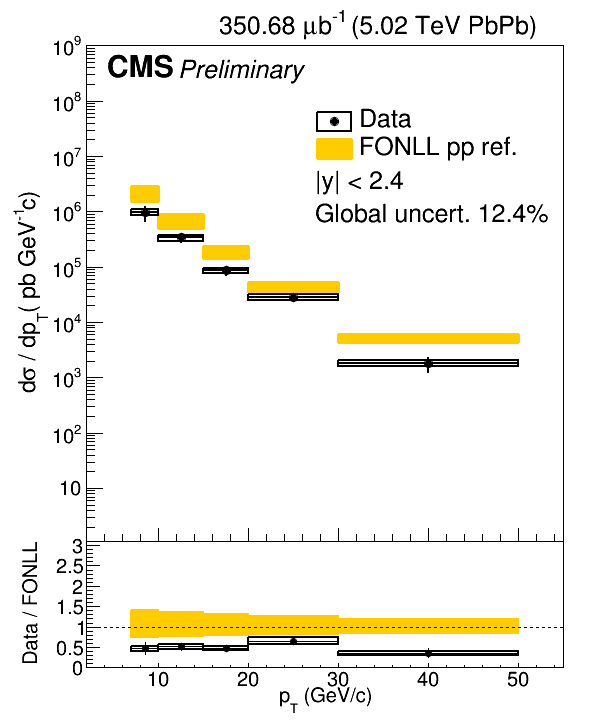 350.68 μb⁻¹ (5.02 TeV PbPb)
CMS Preliminary
Data
FONLL pp ref.
|y| < 2.4
Global uncert. 12.4%
dσ / dp_T( pb GeV⁻¹c)
10⁹
10⁸
10⁷
10⁶
10⁵
10⁴
10³
10²
10
Data / FONLL
3
2.5
2
1.5
1
0.5
0
10 20 30 40 50
p_T (GeV/c)